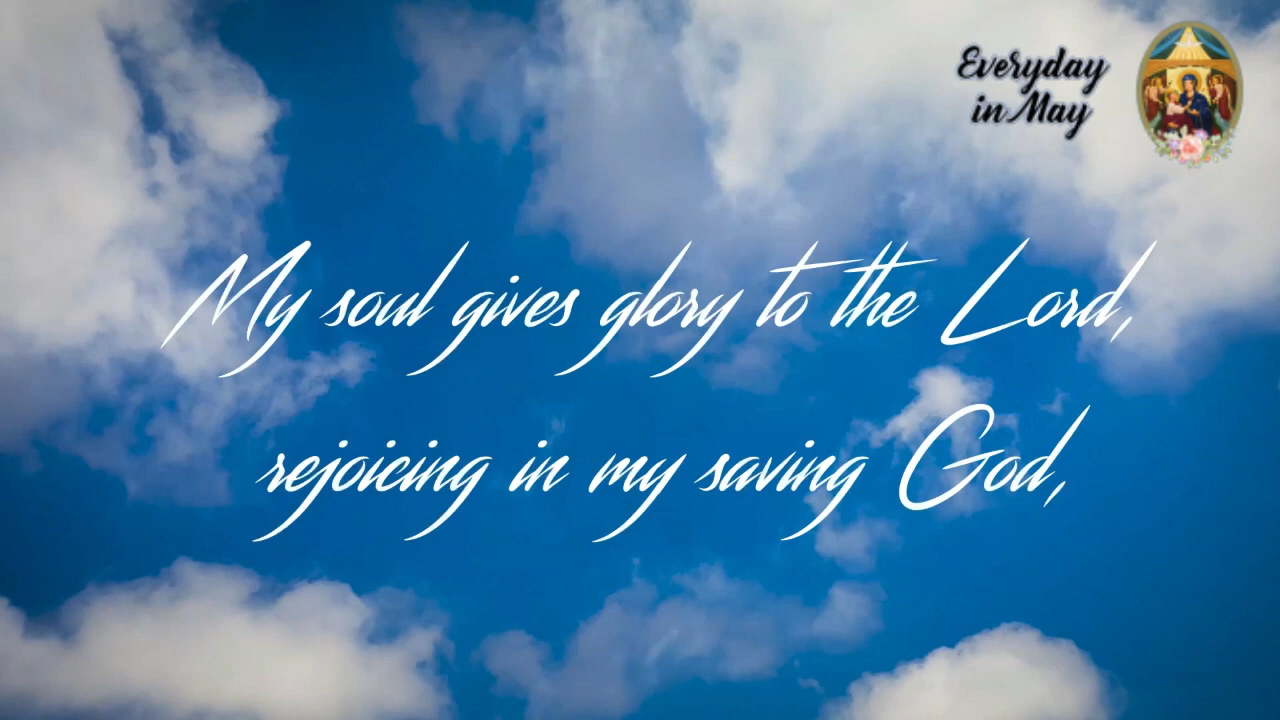 Everyday
in May
My soul gives glory to the Lord,
rejoicing in my saving God,